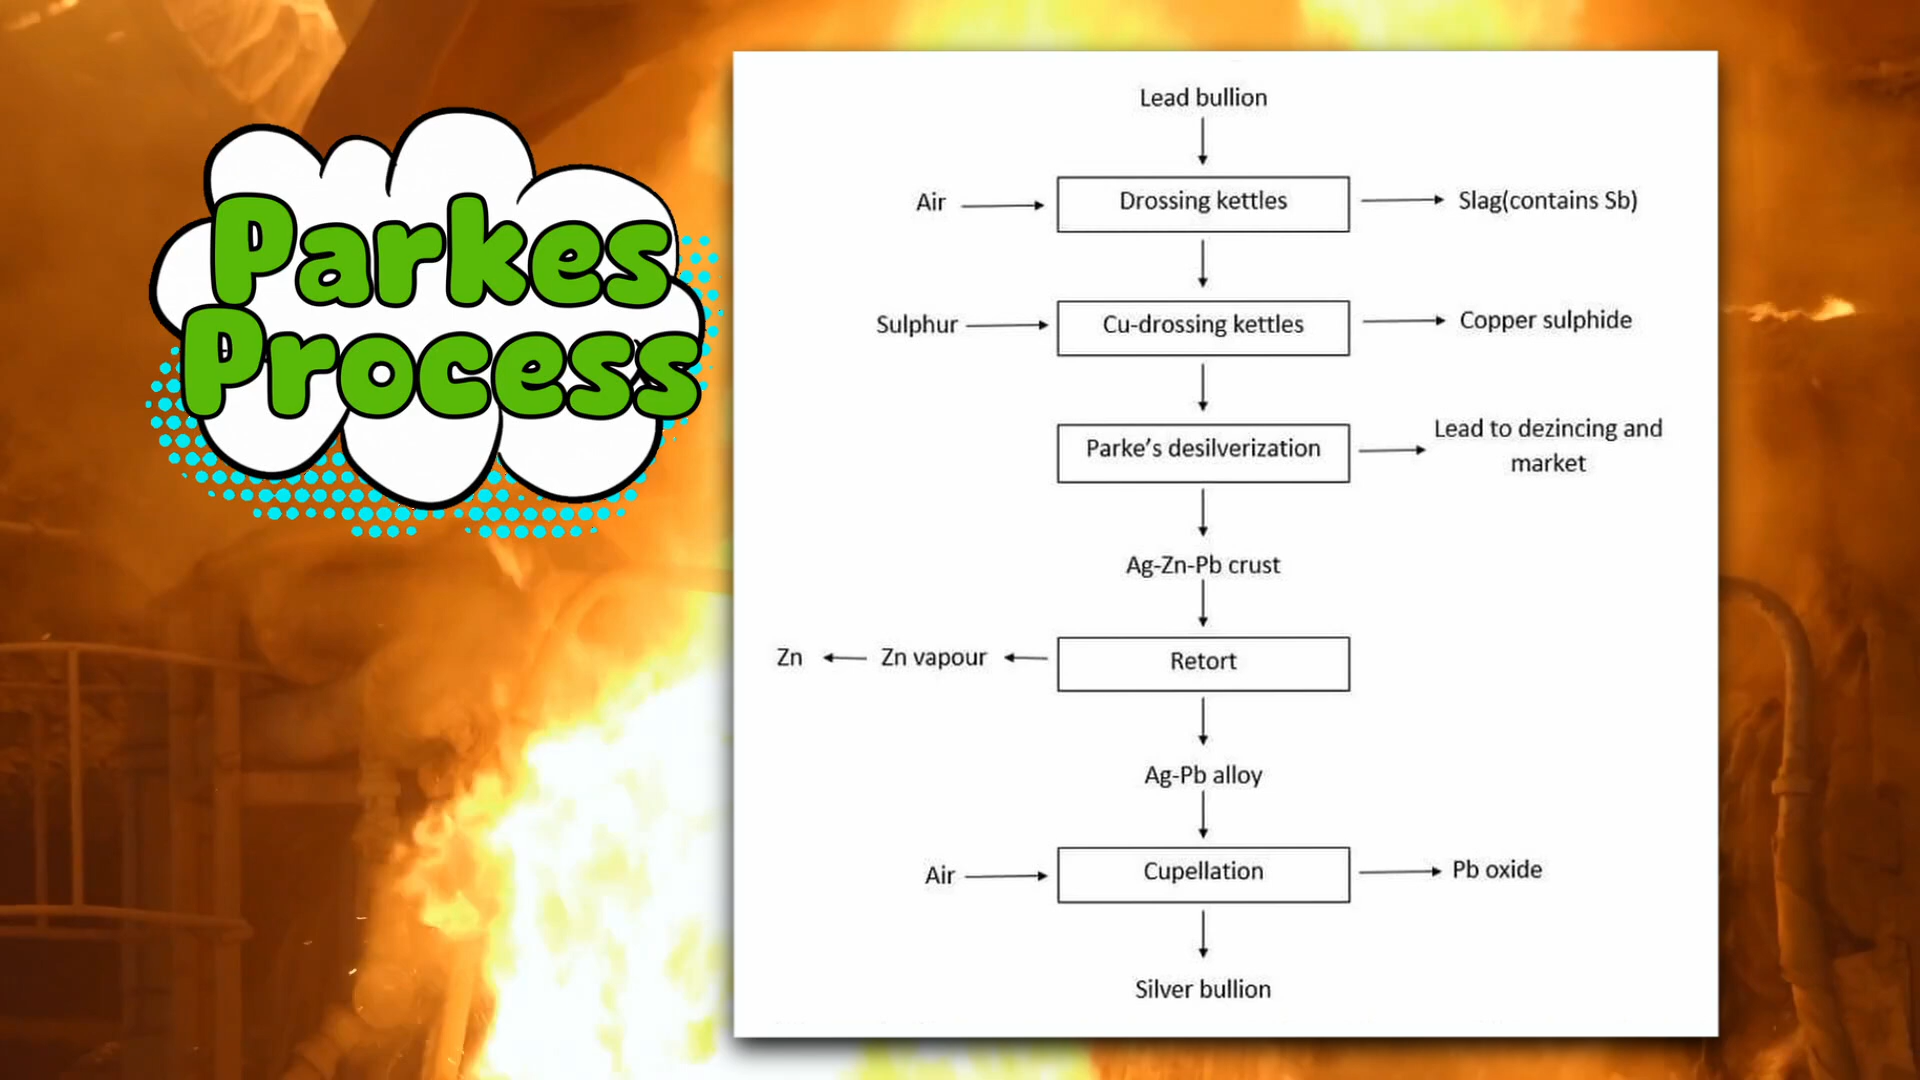 Parkes
Process
Lead bullion
Air
Drossing kettles
Slag(contains Sb)
Sulphur
Cu-drossing kettles
Copper sulphide
Parke's desilverization
Lead to dezincing and
market
Ag-Zn-Pb crust
Zn
Zn vapour
Retort
Ag-Pb alloy
Air
Cupellation
Pb oxide
Silver bullion